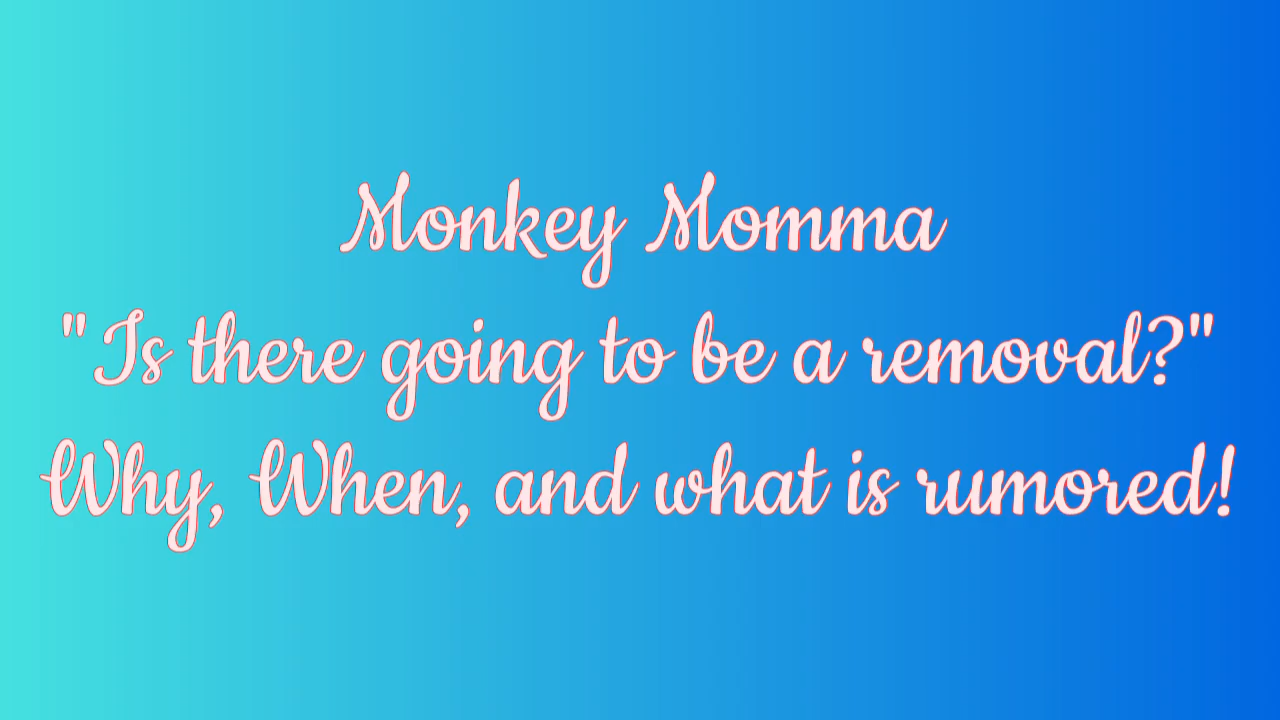 Monkey Momma
"Is there going to be a removal?"
Why, When, and what is rumored!